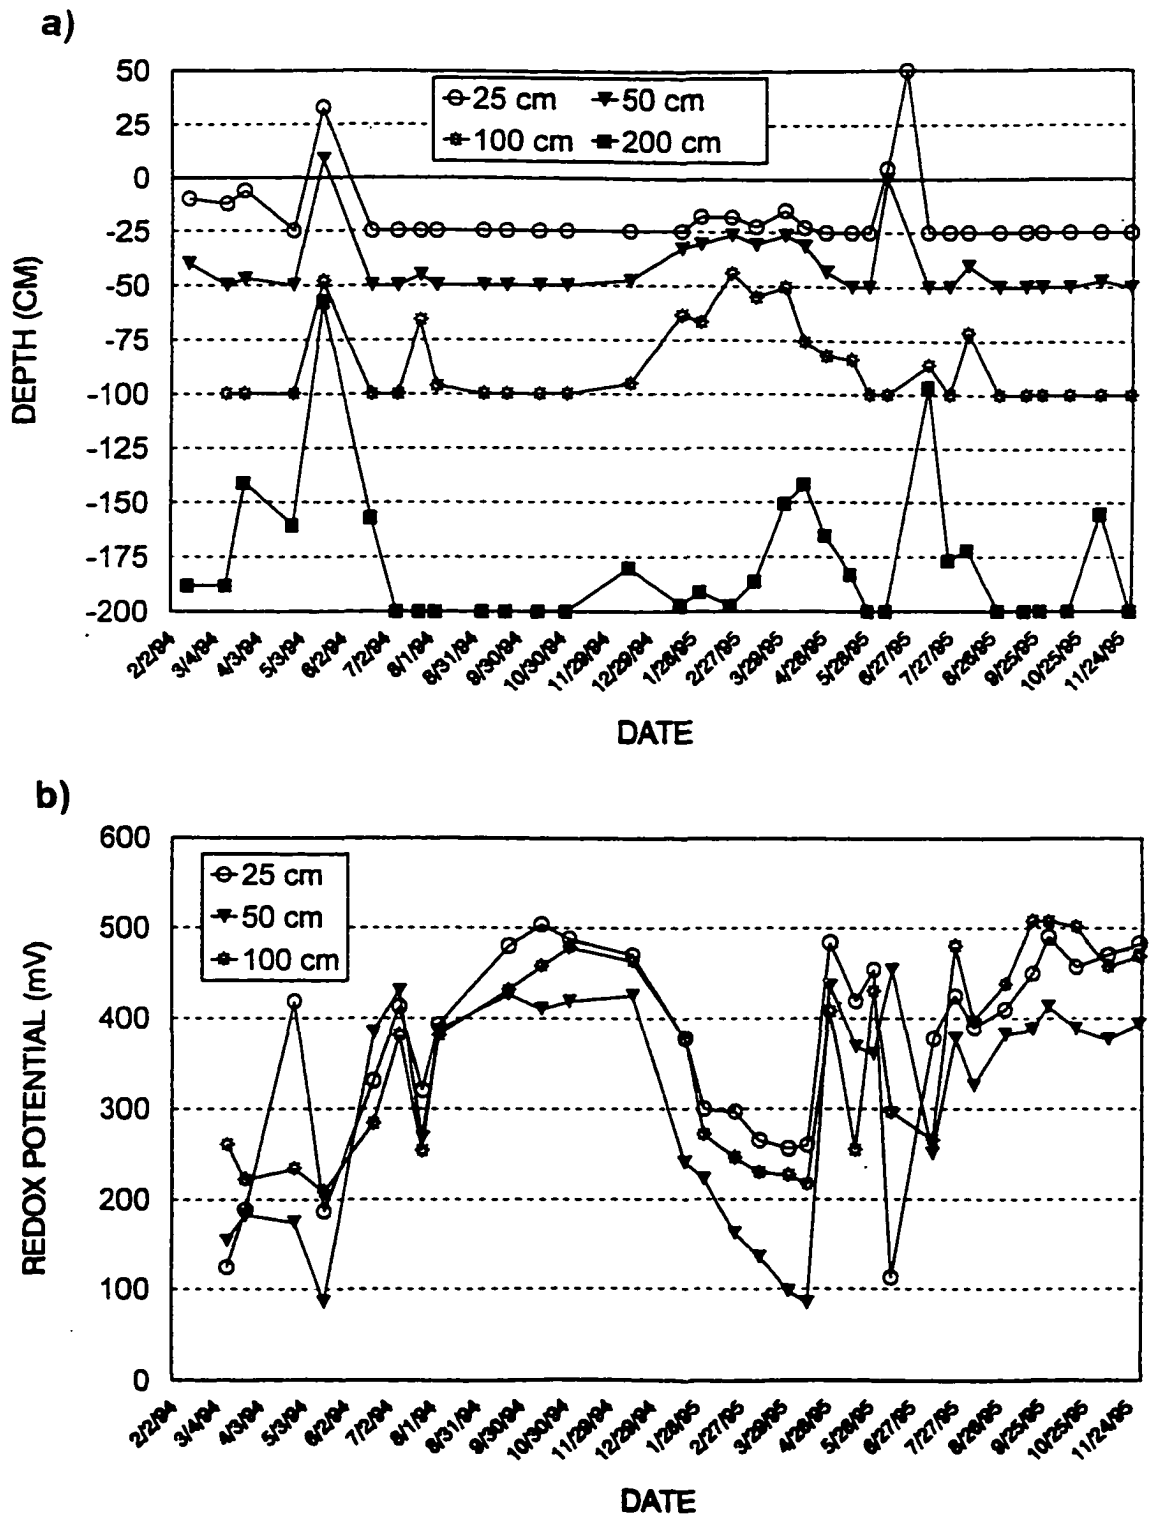 a)
50
25
0
-25
-50
-75
-100
-125
-150
-175
-200
DEPTH (CM)
25 cm 50 cm
100 cm 200 cm
2/2/94 3/4/94 4/3/94 5/3/94 6/2/94 7/2/94 8/1/94 8/31/94 9/30/94 10/30/94 11/29/94 12/29/94 1/28/95 2/27/95 3/29/95 4/28/95 5/28/95 6/27/95 7/27/95 8/26/95 9/25/95 10/25/95 11/24/95
DATE
b)
600
500
400
300
200
100
0
REDOX POTENTIAL (mV)
25 cm
50 cm
100 cm
2/2/94 3/4/94 4/3/94 5/3/94 6/2/94 7/2/94 8/1/94 8/31/94 9/30/94 10/30/94 11/29/94 12/29/94 1/28/95 2/27/95 3/29/95 4/28/95 5/28/95 6/27/95 7/27/95 8/26/95 9/25/95 10/25/95 11/24/95
DATE